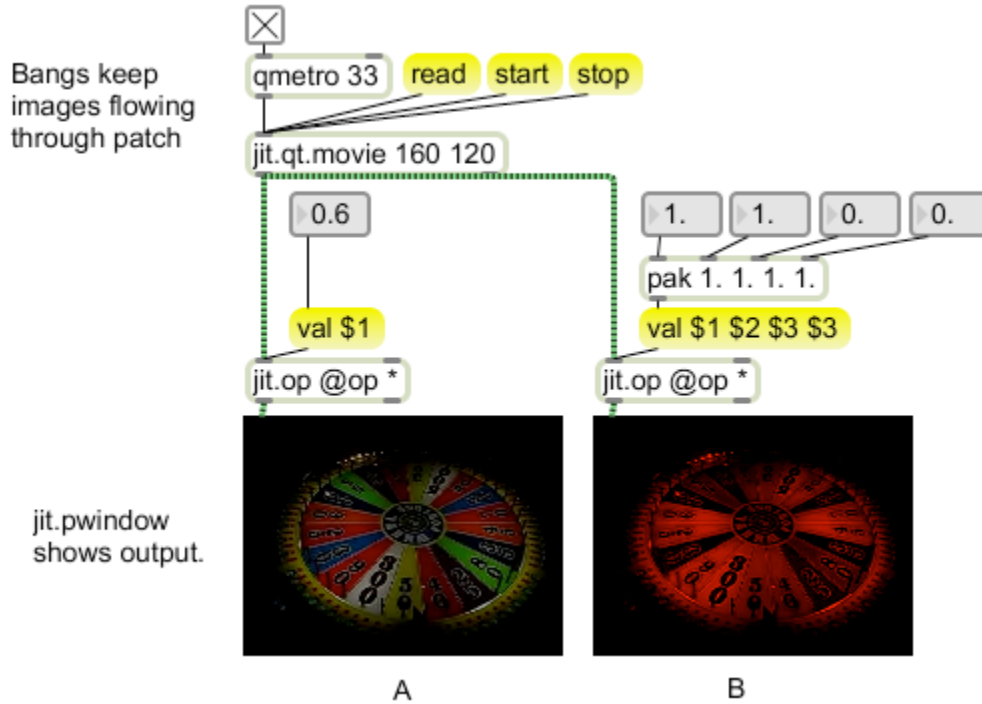 Bangs keep
images flowing
through patch
qmetro 33
read
start
stop
jit.qt.movie 160 120
0.6
1.
1.
0.
0.
pak 1. 1. 1. 1.
val $1
val $1 $2 $3 $3
jit.op @op *
jit.op @op *
jit.pwindow
shows output.
A
B